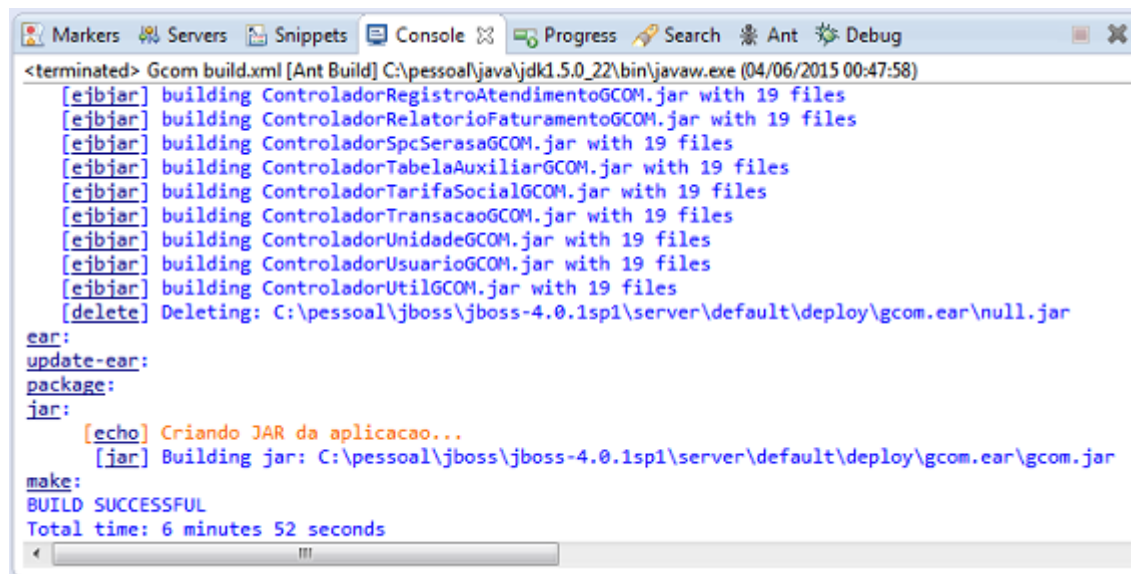 Markers Servers Snippets Console Progress Search Ant Debug
<terminated> Gcom build.xml [Ant Build] C:\pessoal\java\jdk1.5.0_22\bin\javaw.exe (04/06/2015 00:47:58)
[ejbjar] building ControladorRegistroAtendimentoGCOM.jar with 19 files
[ejbjar] building ControladorRelatorioFaturamentoGCOM.jar with 19 files
[ejbjar] building ControladorSpcSerasaGCOM.jar with 19 files
[ejbjar] building ControladorTabelaAuxiliarGCOM.jar with 19 files
[ejbjar] building ControladorTarifaSocialGCOM.jar with 19 files
[ejbjar] building ControladorTransacaoGCOM.jar with 19 files
[ejbjar] building ControladorUnidadeGCOM.jar with 19 files
[ejbjar] building ControladorUsuarioGCOM.jar with 19 files
[ejbjar] building ControladorUtilGCOM.jar with 19 files
[delete] Deleting: C:\pessoal\jboss\jboss-4.0.1sp1\server\default\deploy\gcom.ear\null.jar
ear:
update-ear:
package:
jar:
[echo] Criando JAR da aplicacao...
[jar] Building jar: C:\pessoal\jboss\jboss-4.0.1sp1\server\default\deploy\gcom.ear\gcom.jar
make:
BUILD SUCCESSFUL
Total time: 6 minutes 52 seconds